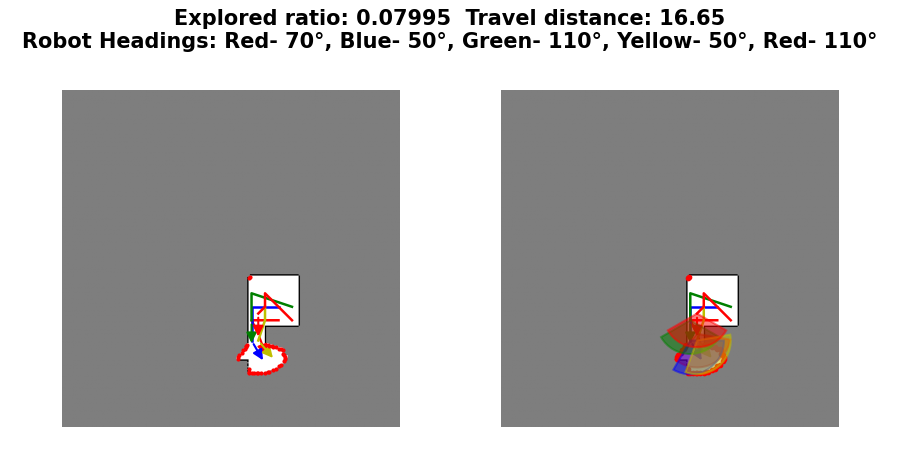 Explored ratio: 0.07995  Travel distance: 16.65
Robot Headings: Red- 70°, Blue- 50°, Green- 110°, Yellow- 50°, Red- 110°